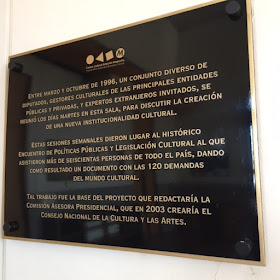 M
Entre marzo y octubre de 1996, un conjunto diverso de
diputados, gestores culturales de las principales entidades
públicas y privadas, y expertos extranjeros invitados, se
reunió los días martes en esta sala, para discutir la creación
de una nueva institucionalidad cultural.
Estas sesiones semanales dieron lugar al histórico
Encuentro de Políticas Públicas y Legislación Cultural al que
asistieron más de seiscientas personas de todo el país, dando
como resultado un documento con las 120 demandas
del mundo cultural.
Tal trabajo fue la base del proyecto que redactaría la
Comisión Asesora Presidencial, que en 2003 crearía el
Consejo Nacional de la Cultura y las Artes.